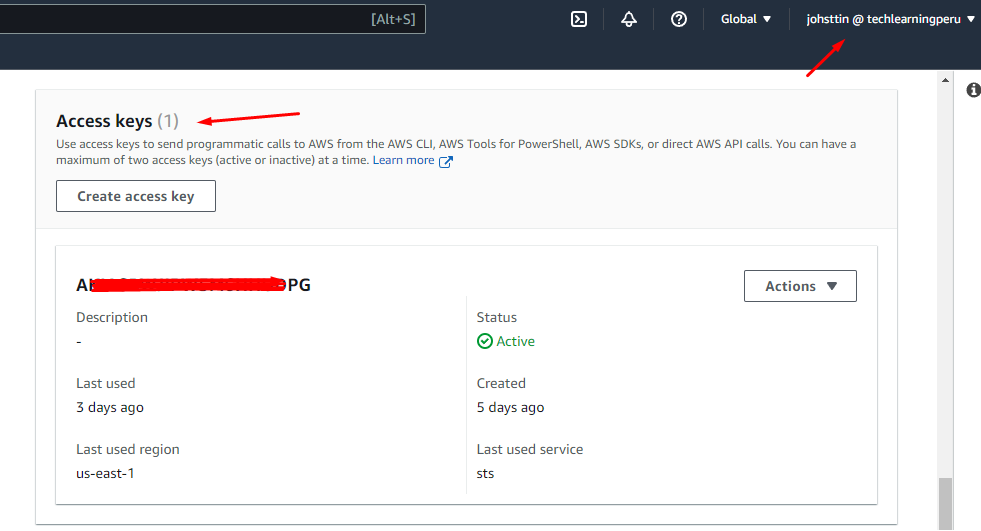 [Alt+S]
Global ▼
johsttin @ techlearningperu ▼
Access keys (1)
Use access keys to send programmatic calls to AWS from the AWS CLI, AWS Tools for PowerShell, AWS SDKs, or direct AWS API calls. You can have a
maximum of two access keys (active or inactive) at a time. Learn more
Create access key
Actions ▼
Description
-
Status
Active
Last used
3 days ago
Created
5 days ago
Last used region
us-east-1
Last used service
sts